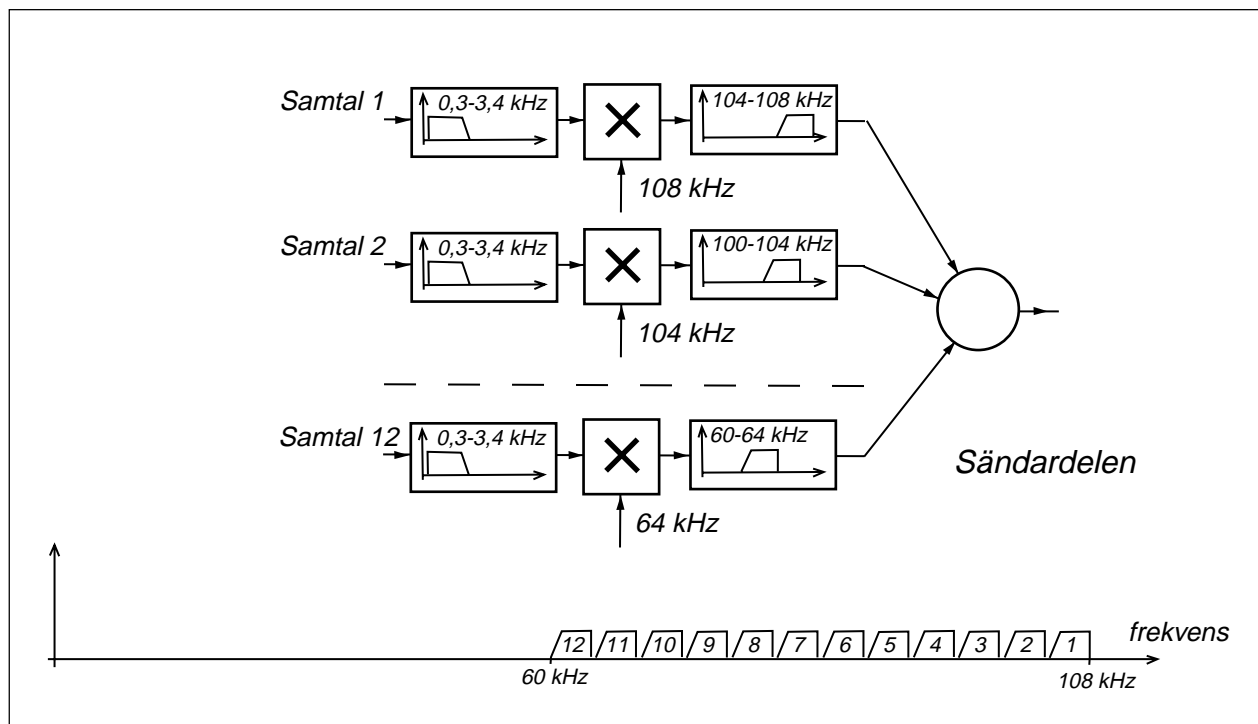 Samtal 1
0,3-3,4 kHz
104-108 kHz
108 kHz
Samtal 2
0,3-3,4 kHz
100-104 kHz
104 kHz
Samtal 12
0,3-3,4 kHz
60-64 kHz
64 kHz
Sändardelen
12 11 10 9 8 7 6 5 4 3 2 1
frekvens
60 kHz
108 kHz